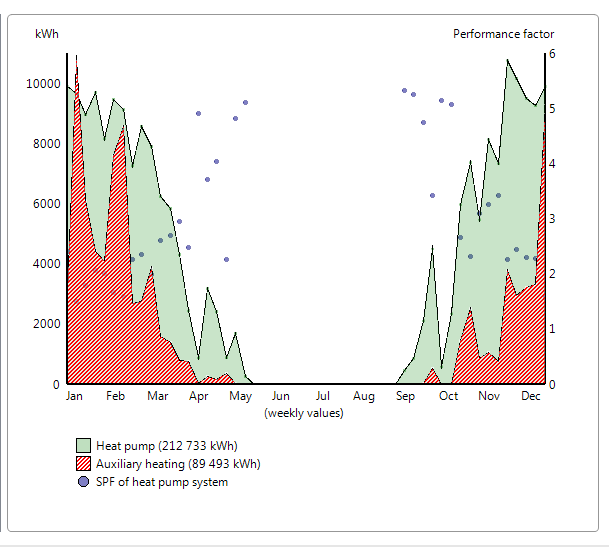 kWh Performance factor
6
10000
5
8000
4
6000
3
4000
2
2000
1
0 0
Jan Feb Mar Apr May Jun Jul Aug Sep Oct Nov Dec
(weekly values)
Heat pump (212 733 kWh)
Auxiliary heating (89 493 kWh)
SPF of heat pump system